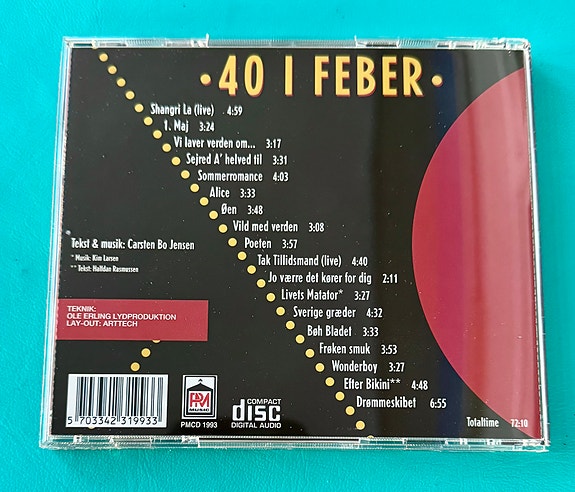 • 40 I FEBER •
Shangri La (live) 4:59
1. Maj 3:24
Vi laver verden om... 3:17
Sejred A' helved til 3:31
Sommerromance 4:03
Alice 3:33
Øen 3:48
Vild med verden 3:08
Poeten 3:57
Tak Tillidsmand (live) 4:40
Jo værre det kører for dig 2:11
Livets Matator* 3:27
Sverige græder 4:32
Bøh Bladet 3:33
Frøken smuk 3:53
Wonderboy 3:27
Efter Bikini** 4:48
Drømmeskibet 6:55
Tekst & musik: Carsten Bo Jensen
* Musik: Kim Larsen
** Tekst: Halfdan Rasmussen
TEKNIK:
OLE ERLING LYDPRODUKTION
LAY-OUT: ARTTECH
5 703342 319933
PM
MUSIC
PMCD 1993
COMPACT
disc
DIGITAL AUDIO
Totaltime 72:10